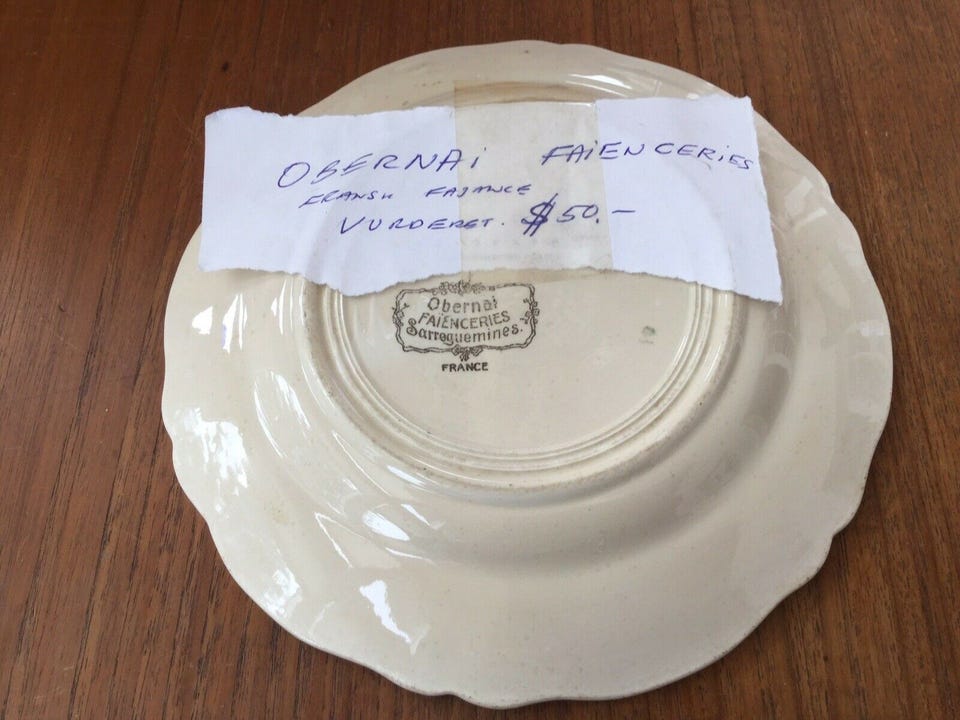 OBERNAi FAiENCERiES
FRANSK FAJANCE
VURDERET. $50.-
Obernai
FAÏENCERIES
Sarreguemines.
FRANCE